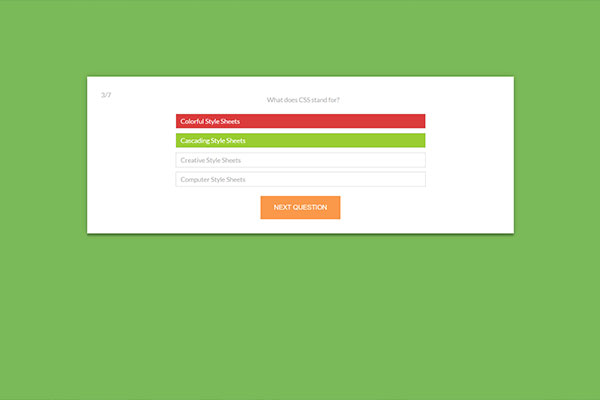 3/7
What does CSS stand for?
Colorful Style Sheets
Cascading Style Sheets
Creative Style Sheets
Computer Style Sheets
NEXT QUESTION